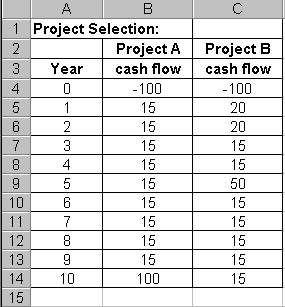 A B C
1 Project Selection:
2 Project A Project B
3 Year cash flow cash flow
4 0 -100 -100
5 1 15 20
6 2 15 20
7 3 15 15
8 4 15 15
9 5 15 50
10 6 15 15
11 7 15 15
12 8 15 15
13 9 15 15
14 10 100 15
15